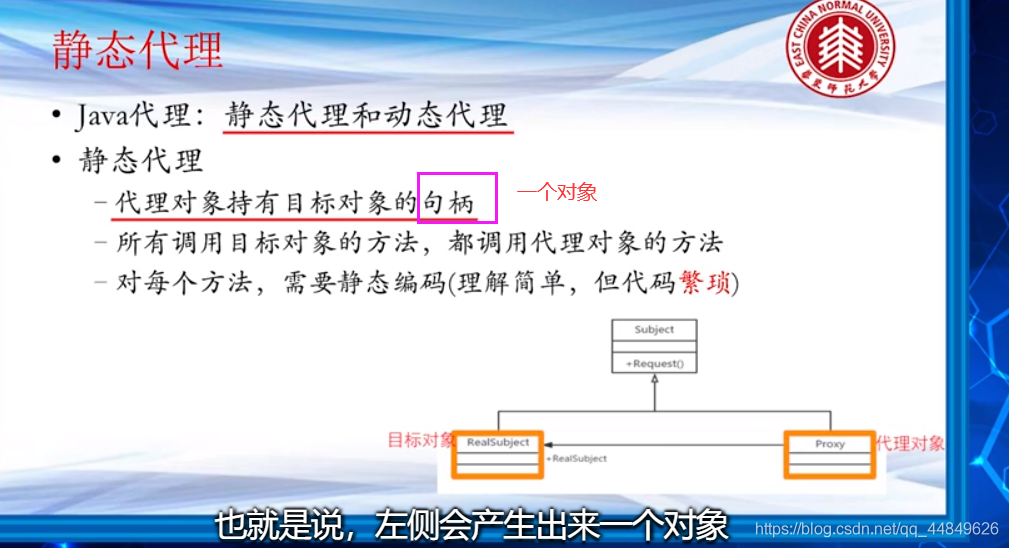 静态代理
EAST CHINA NORMAL UNIVERSITY
華東師范大学
• Java代理：静态代理和动态代理
• 静态代理
– 代理对象持有目标对象的句柄
一个对象
– 所有调用目标对象的方法，都调用代理对象的方法
– 对每个方法，需要静态编码(理解简单，但代码繁琐)
Subject
+Request()
目标对象
RealSubject
+RealSubject
Proxy
代理对象
也就是说，左侧会产生出来一个对象
https://blog.csdn.net/qq_44849626